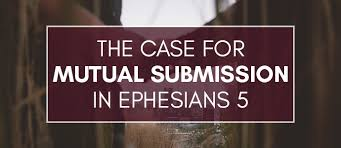 THE CASE FOR
MUTUAL SUBMISSION
IN EPHESIANS 5